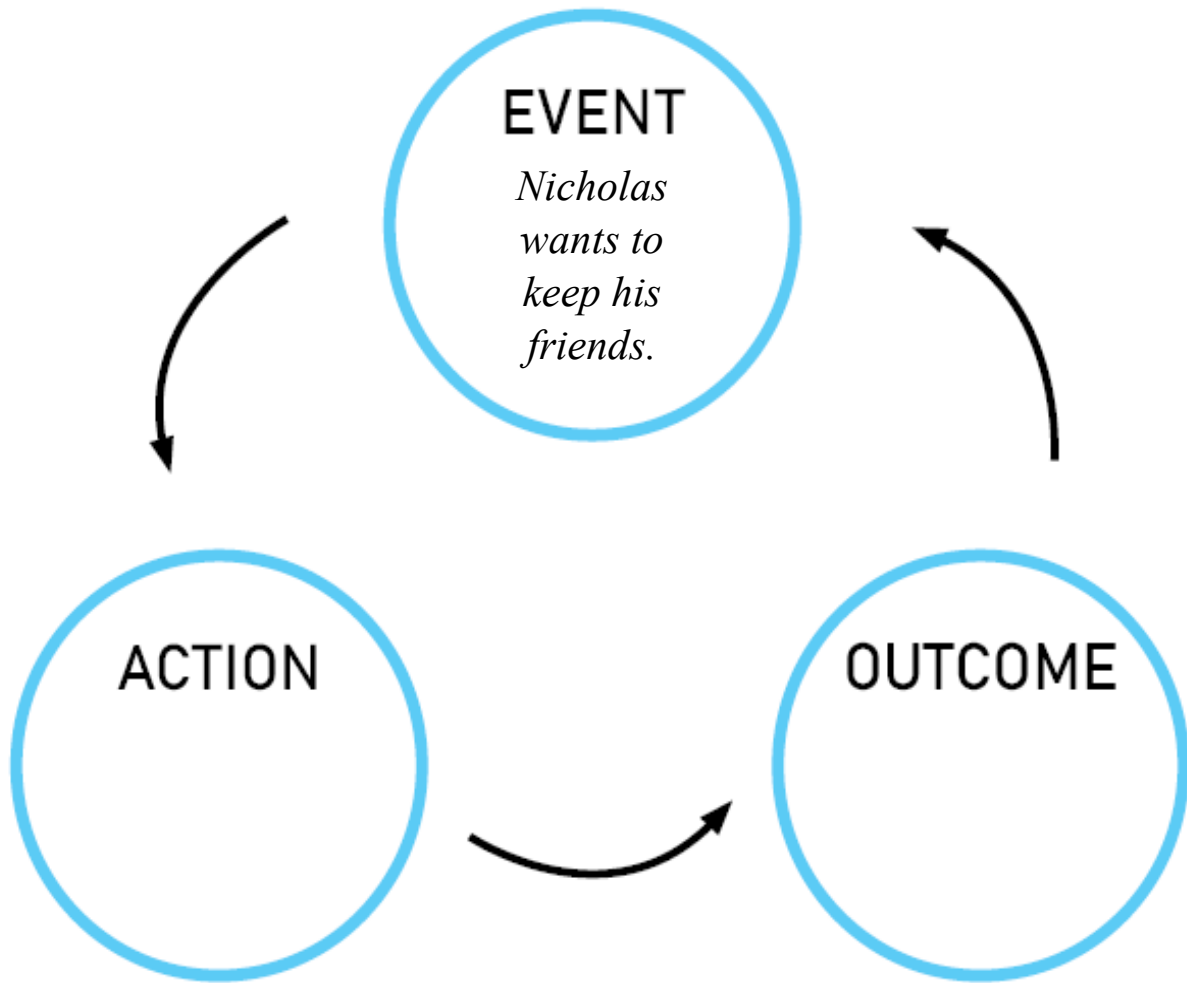 EVENT
Nicholas
wants to
keep his
friends.
ACTION
OUTCOME